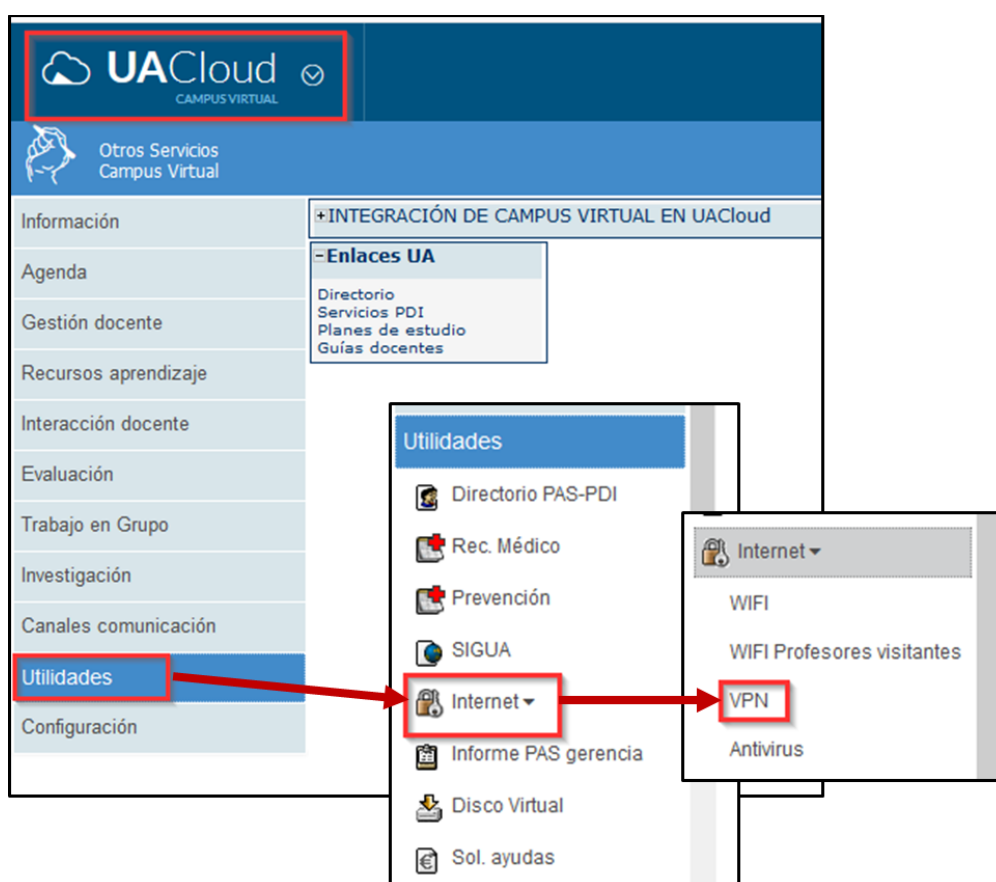 UACloud
CAMPUS VIRTUAL
Otros Servicios
Campus Virtual
Información
Agenda
Gestión docente
Recursos aprendizaje
Interacción docente
Evaluación
Trabajo en Grupo
Investigación
Canales comunicación
Utilidades
Configuración
+INTEGRACIÓN DE CAMPUS VIRTUAL EN UACloud
-Enlaces UA
Directorio
Servicios PDI
Planes de estudio
Guías docentes
Utilidades
Directorio PAS-PDI
Rec. Médico
Prevención
SIGUA
Internet
Informe PAS gerencia
Disco Virtual
Sol. ayudas
Internet
WIFI
WIFI Profesores visitantes
VPN
Antivirus